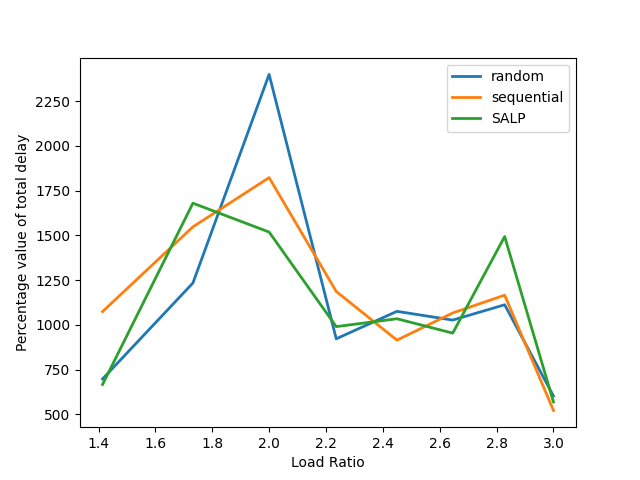 random
sequential
SALP
Percentage value of total delay
2250
2000
1750
1500
1250
1000
750
500
1.4 1.6 1.8 2.0 2.2 2.4 2.6 2.8 3.0
Load Ratio